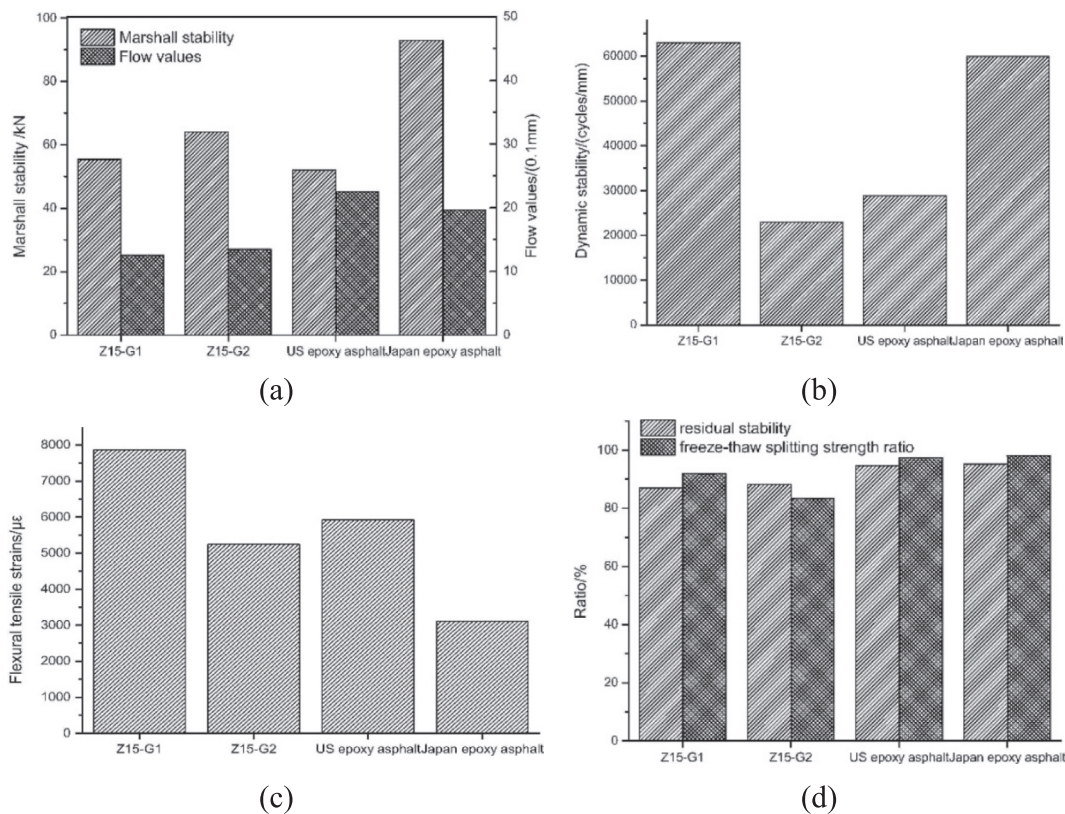 Marshall stability
Flow values
Marshall stability /kN
0
20
40
60
80
100
Flow values/(0.1mm)
0
10
20
30
40
50
Z15-G1 Z15-G2 US epoxy asphalt Japan epoxy asphalt
(a)
Dynamic stability/(cycles/mm)
0
10000
20000
30000
40000
50000
60000
Z15-G1 Z15-G2 US epoxy asphalt Japan epoxy asphalt
(b)
Flexural tensile strains/με
0
1000
2000
3000
4000
5000
6000
7000
8000
Z15-G1 Z15-G2 US epoxy asphalt Japan epoxy asphalt
(c)
residual stability
freeze-thaw splitting strength ratio
Ratio/%
0
20
40
60
80
100
Z15-G1 Z15-G2 US epoxy asphalt Japan epoxy asphalt
(d)